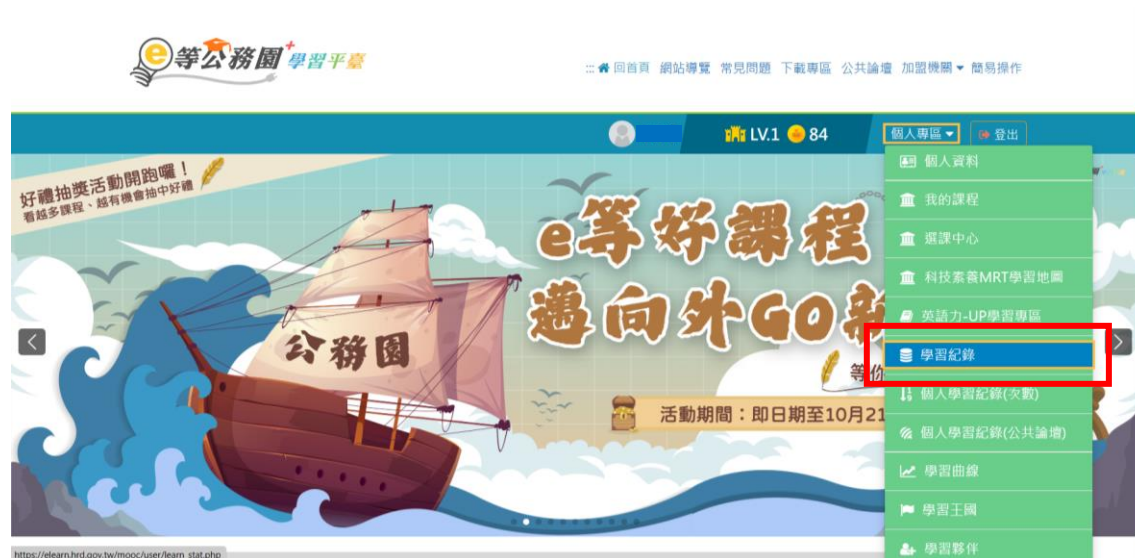 e等公務園+學習平臺
::: 回首頁 網站導覽 常見問題 下載專區 公共論壇 加盟機關 簡易操作
LV.1 84 個人專區 登出
好禮抽獎活動開跑囉！
看越多課程、越有機會抽中好禮
e等好課程
邁向外GO新
公務園
等你
活動期間：即日期至10月21
個人資料
我的課程
選課中心
科技素養MRT學習地圖
英語力-UP學習專區
學習紀錄
個人學習紀錄(次數)
個人學習紀錄(公共論壇)
學習曲線
學習王國
學習夥伴
https://elearn.hrd.gov.tw/mooc/user/learn_stat.php